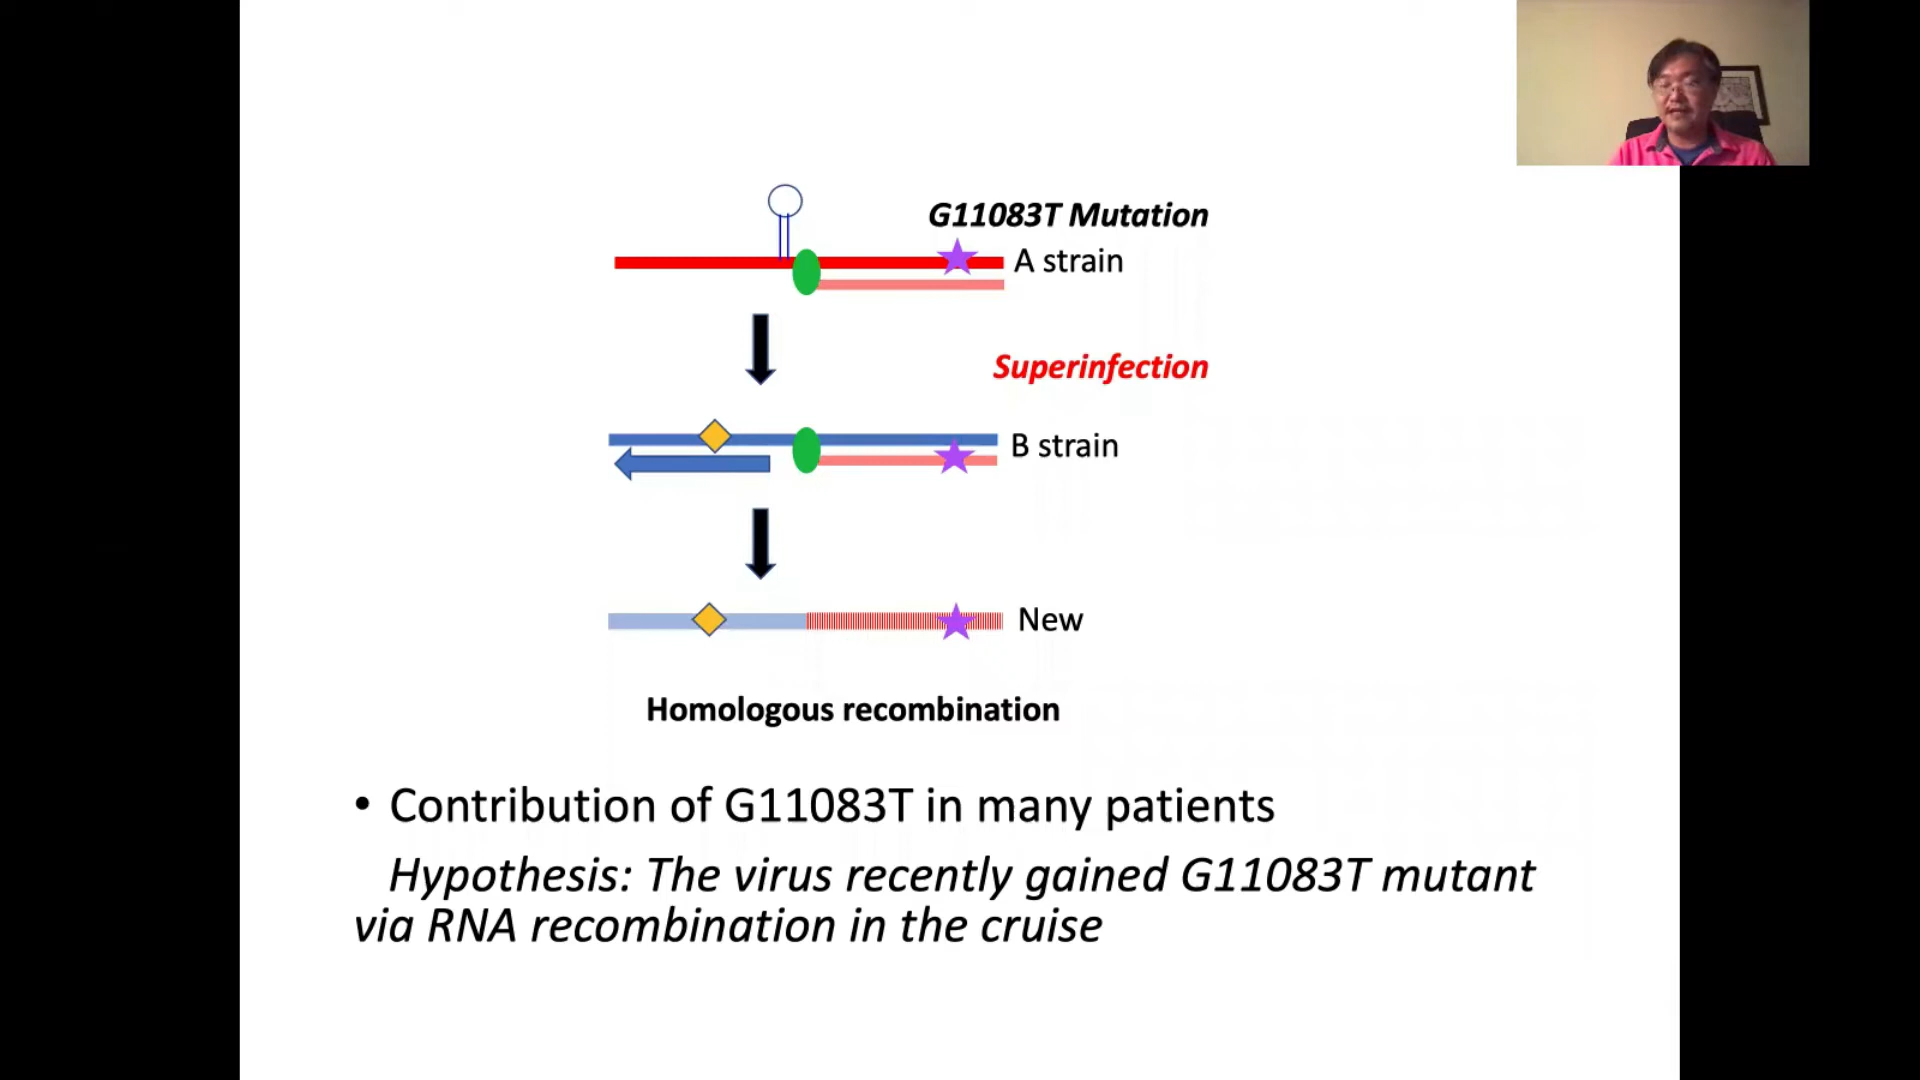 G11083T Mutation
A strain
Superinfection
B strain
New
Homologous recombination
• Contribution of G11083T in many patients
Hypothesis: The virus recently gained G11083T mutant
via RNA recombination in the cruise